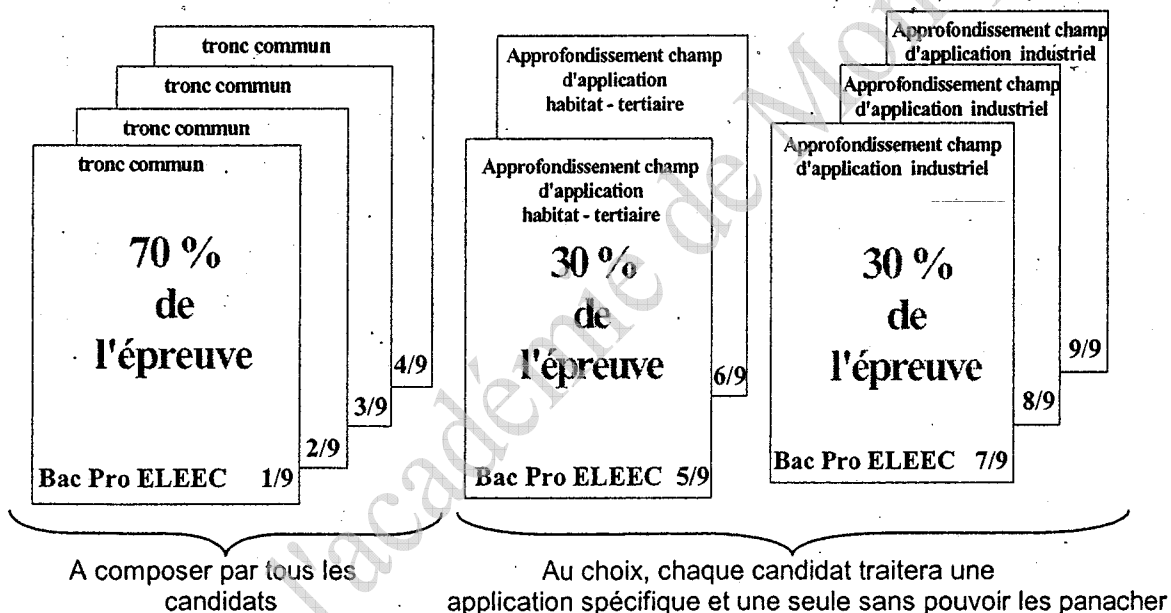 tronc commun
tronc commun
tronc commun
tronc commun
70 %
de
l'épreuve
4/9
3/9
2/9
Bac Pro ELEEC 1/9
Approfondissement champ
d'application
habitat - tertiaire
Approfondissement champ
d'application
habitat - tertiaire
30 %
de
l'épreuve
6/9
Bac Pro ELEEC 5/9
Approfondissement champ
d'application industriel
Approfondissement champ
d'application industriel
Approfondissement champ
d'application industriel
30 %
de
l'épreuve
9/9
8/9
Bac Pro ELEEC 7/9
A composer par tous les
candidats
Au choix, chaque candidat traitera une
application spécifique et une seule sans pouvoir les panacher
l'académie de